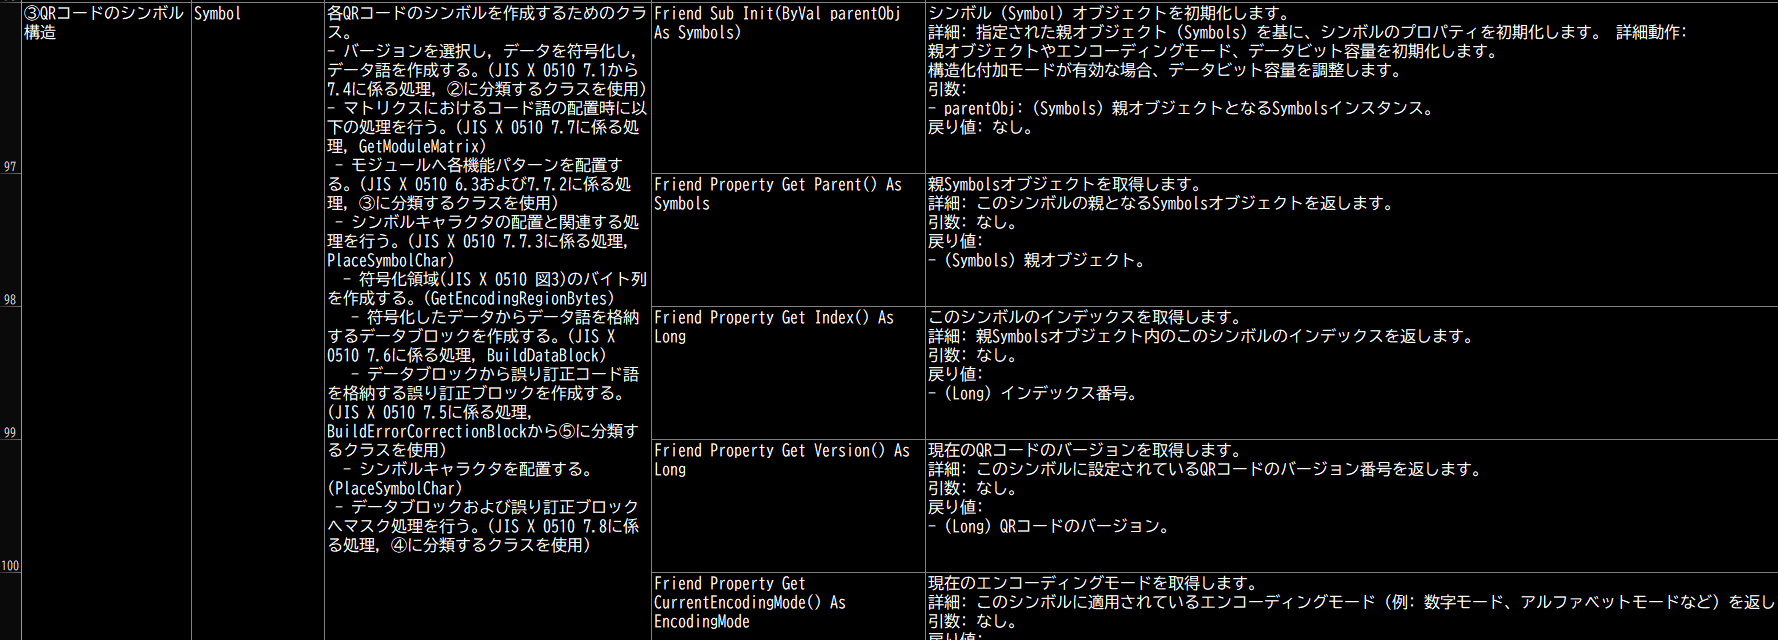 ③QRコードのシンボル
構造
Symbol
各QRコードのシンボルを作成するためのクラ
ス。
- バージョンを選択し，データを符号化し，
データ語を作成する。(JIS X 0510 7.1から
7.4に係る処理，②に分類するクラスを使用)
- マトリクスにおけるコード語の配置時に以
下の処理を行う。(JIS X 0510 7.7に係る処
理，GetModuleMatrix)
- モジュールへ各機能パターンを配置す
る。(JIS X 0510 6.3および7.7.2に係る処
理，③に分類するクラスを使用)
- シンボルキャラクタの配置と関連する処
理を行う。(JIS X 0510 7.7.3に係る処理，
PlaceSymbolChar)
- 符号化領域(JIS X 0510 図3)のバイト列
を作成する。(GetEncodingRegionBytes)
- 符号化したデータからデータ語を格納
するデータブロックを作成する。(JIS X
0510 7.6に係る処理，BuildDataBlock)
- データブロックから誤り訂正コード語
を格納する誤り訂正ブロックを作成する。
(JIS X 0510 7.5に係る処理，
BuildErrorCorrectionBlockから⑤に分類す
るクラスを使用)
- シンボルキャラクタを配置する。
(PlaceSymbolChar)
- データブロックおよび誤り訂正ブロック
へマスク処理を行う。(JIS X 0510 7.8に係
る処理，④に分類するクラスを使用)
Friend Sub Init(ByVal parentObj
As Symbols)
シンボル（Symbol）オブジェクトを初期化します。
詳細: 指定された親オブジェクト（Symbols）を基に、シンボルのプロパティを初期化します。 詳細動作:
親オブジェクトやエンコーディングモード、データビット容量を初期化します。
構造化付加モードが有効な場合、データビット容量を調整します。
引数:
- parentObj: (Symbols) 親オブジェクトとなるSymbolsインスタンス。
戻り値: なし。
97
Friend Property Get Parent() As
Symbols
親Symbolsオブジェクトを取得します。
詳細: このシンボルの親となるSymbolsオブジェクトを返します。
引数: なし。
戻り値:
- (Symbols) 親オブジェクト。
98
Friend Property Get Index() As
Long
このシンボルのインデックスを取得します。
詳細: 親Symbolsオブジェクト内のこのシンボルのインデックスを返します。
引数: なし。
戻り値:
- (Long) インデックス番号。
99
Friend Property Get Version() As
Long
現在のQRコードのバージョンを取得します。
詳細: このシンボルに設定されているQRコードのバージョン番号を返します。
引数: なし。
戻り値:
- (Long) QRコードのバージョン。
100
Friend Property Get
CurrentEncodingMode() As
EncodingMode
現在のエンコーディングモードを取得します。
詳細: このシンボルに適用されているエンコーディングモード（例: 数字モード、アルファベットモードなど）を返し
引数: なし。
戻り値: